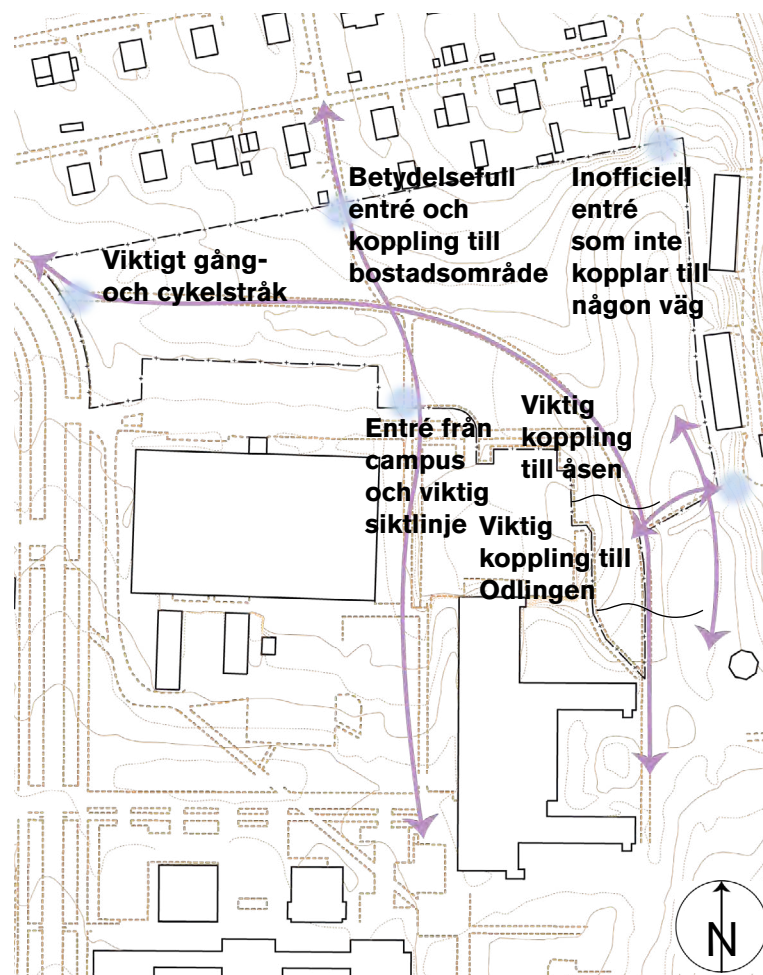 Betydelsefull
entré och
koppling till
bostadsområde
Inofficiell
entré
som inte
kopplar till
någon väg
Viktigt gång-
och cykelstråk
Entré från
campus
och viktig
siktlinje
Viktig
koppling
till åsen
Viktig
koppling till
Odlingen
N